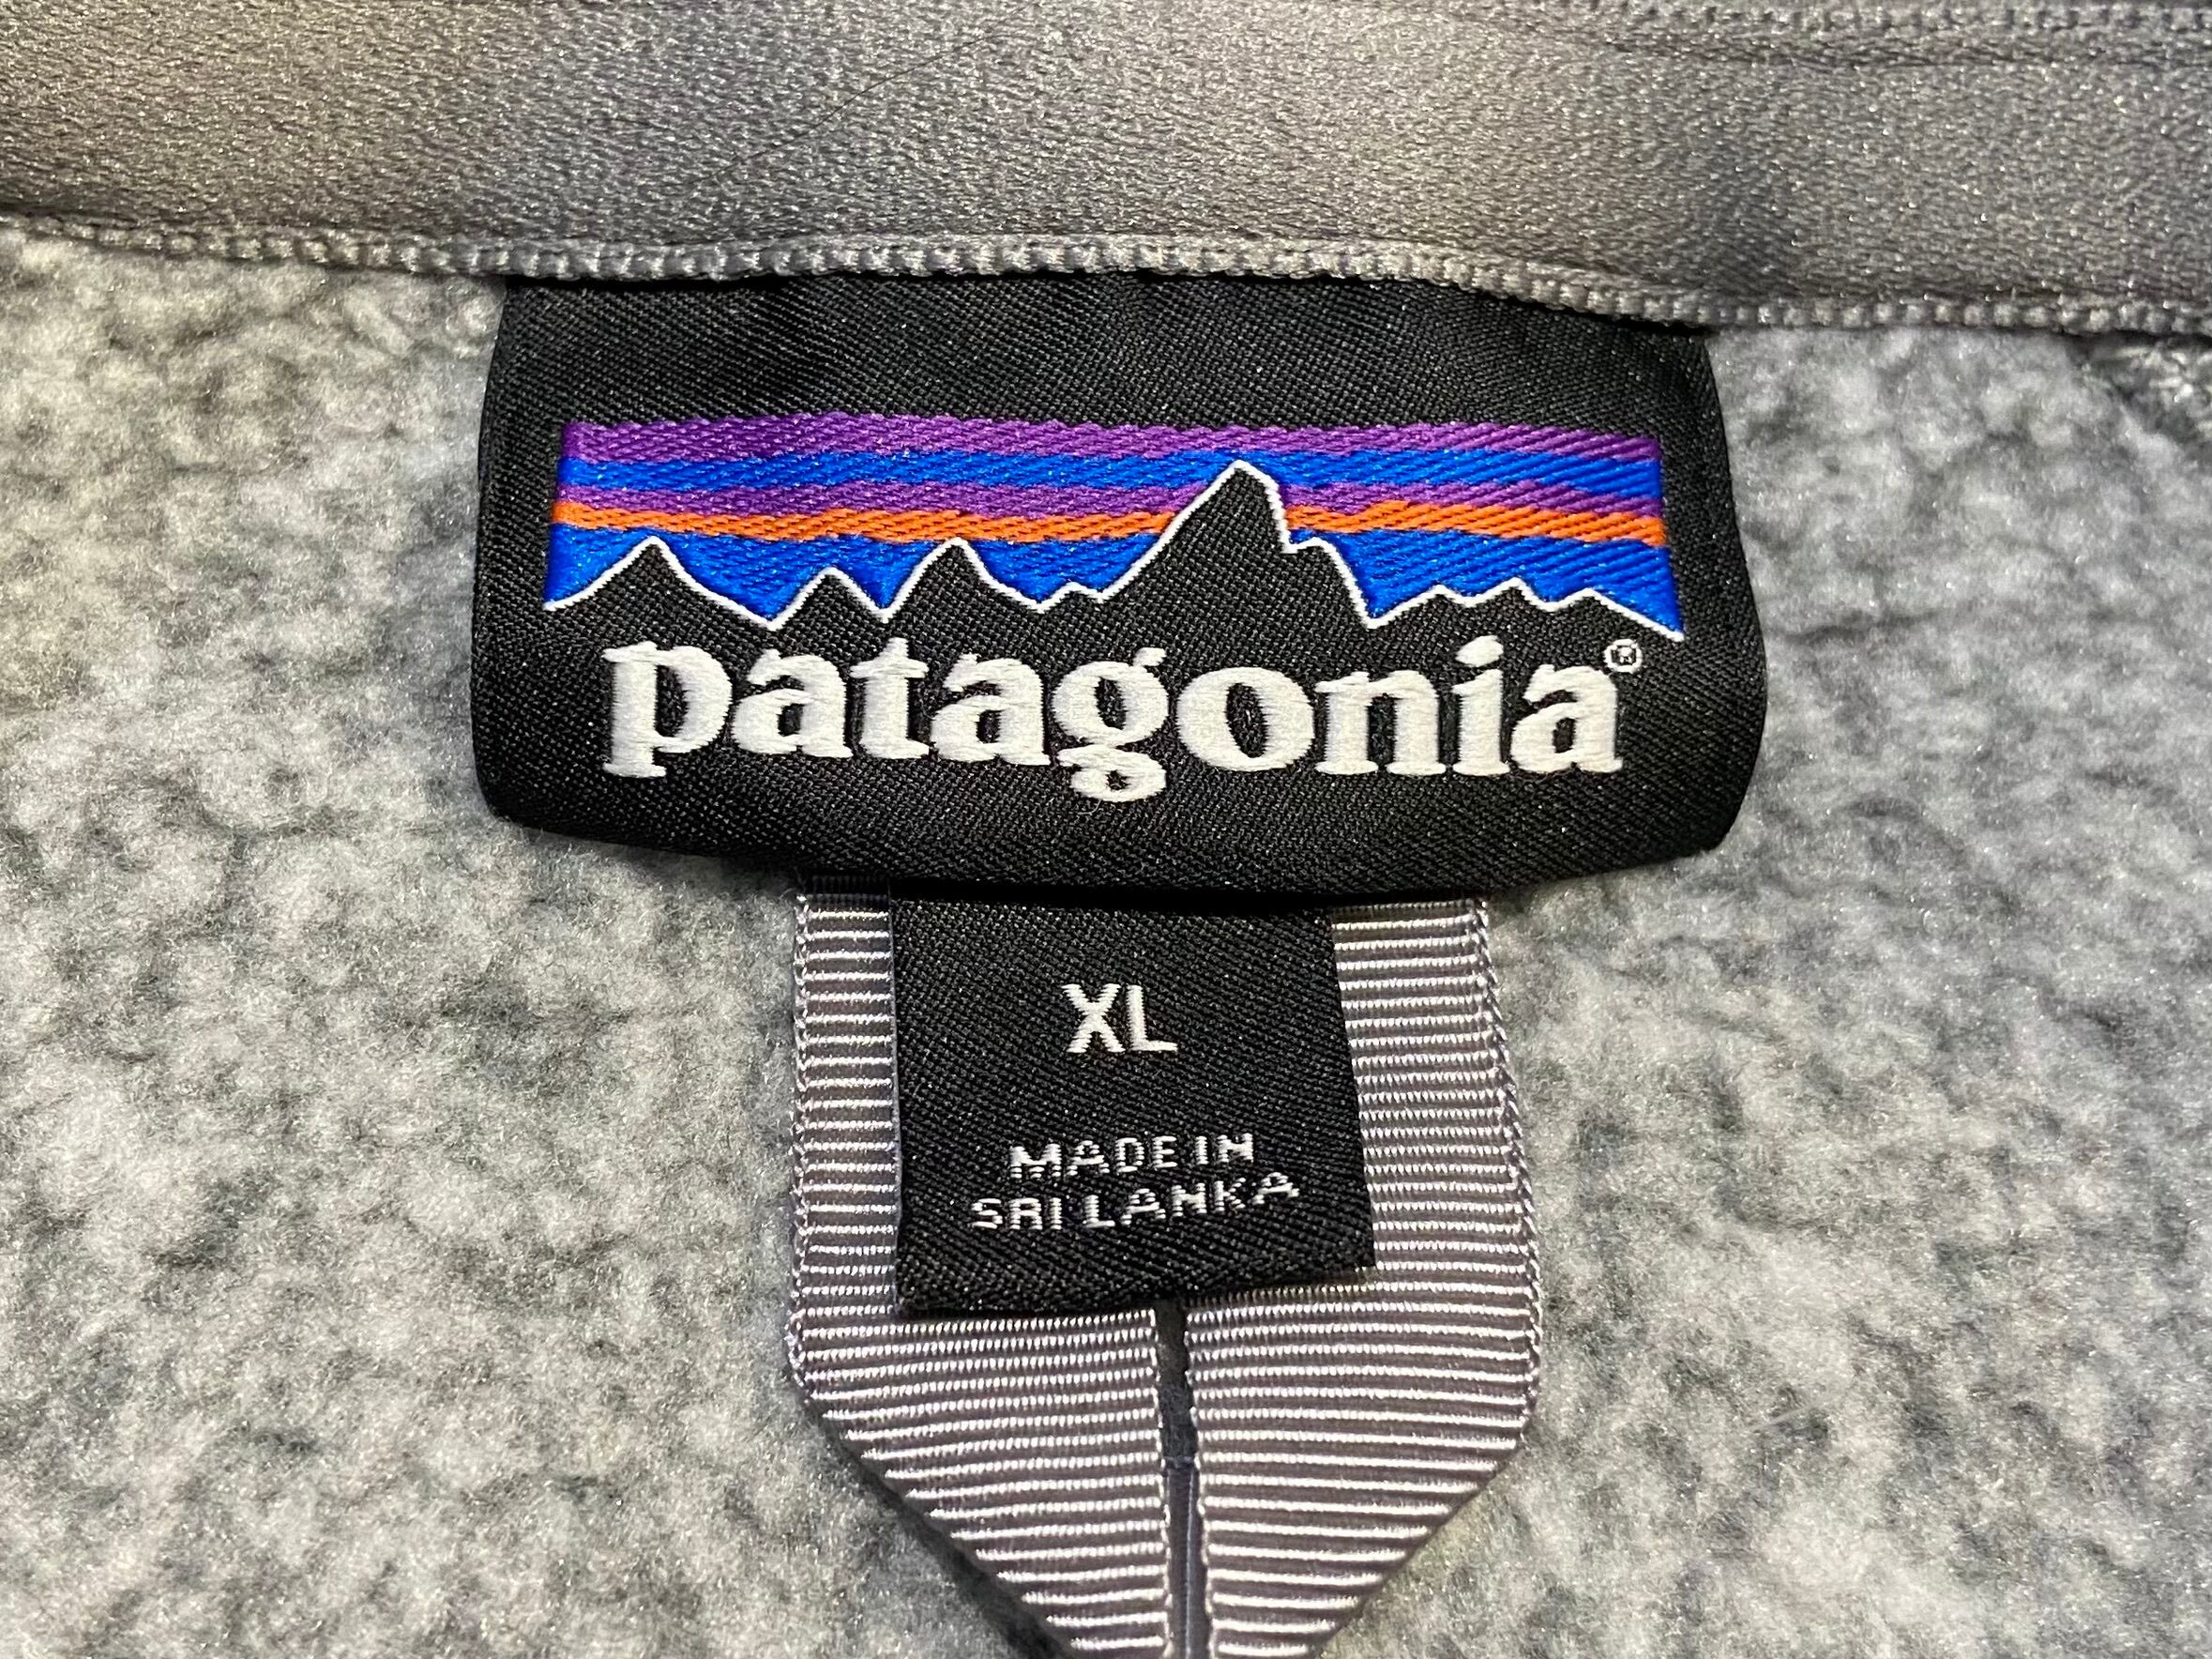 patagonia®
XL
MADE IN
SRI LANKA